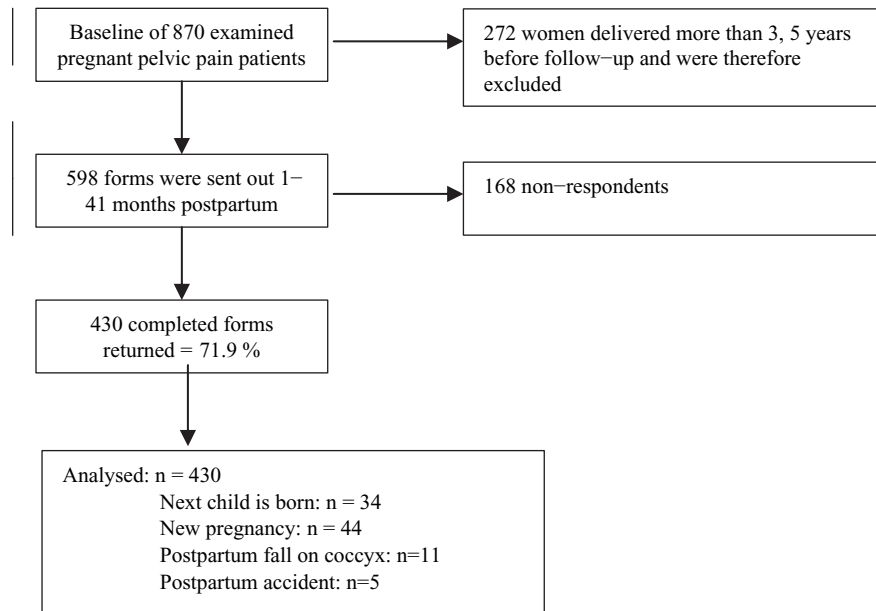 Baseline of 870 examined
pregnant pelvic pain patients
272 women delivered more than 3, 5 years
before follow−up and were therefore
excluded
598 forms were sent out 1−
41 months postpartum
168 non−respondents
430 completed forms
returned = 71.9 %
Analysed: n = 430
Next child is born: n = 34
New pregnancy: n = 44
Postpartum fall on coccyx: n=11
Postpartum accident: n=5